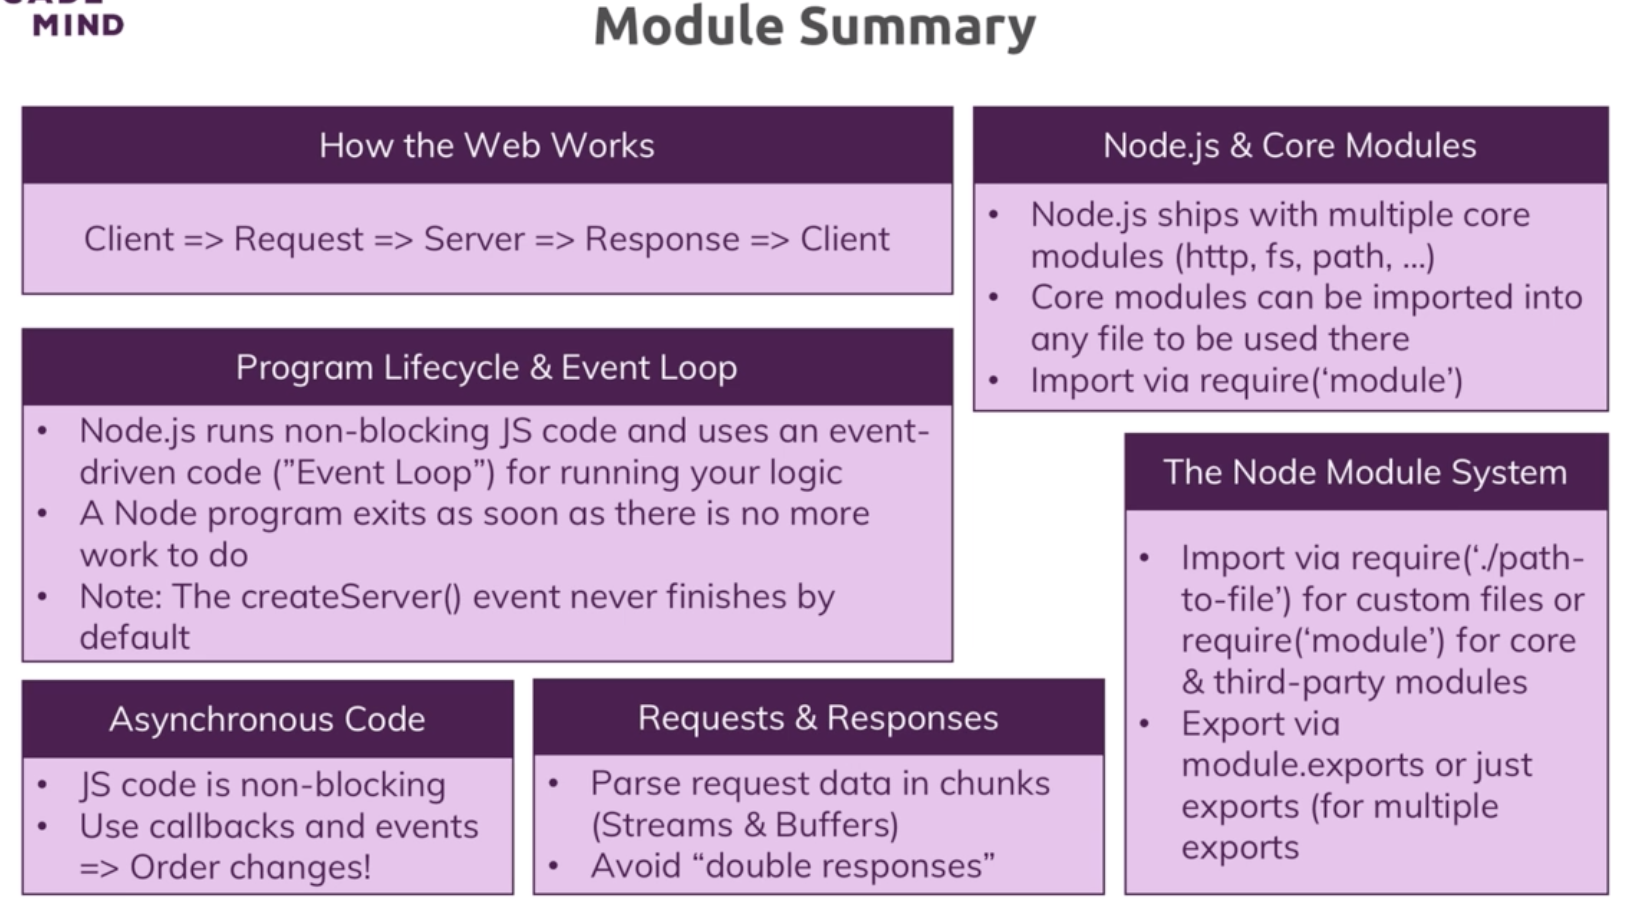 MIND
Module Summary
How the Web Works
Client => Request => Server => Response => Client
Node.js & Core Modules
• Node.js ships with multiple core
modules (http, fs, path, ...)
• Core modules can be imported into
any file to be used there
• Import via require(‘module’)
Program Lifecycle & Event Loop
• Node.js runs non-blocking JS code and uses an event-
driven code (”Event Loop”) for running your logic
• A Node program exits as soon as there is no more
work to do
• Note: The createServer() event never finishes by
default
The Node Module System
• Import via require(‘./path-
to-file’) for custom files or
require(‘module’) for core
& third-party modules
• Export via
module.exports or just
exports (for multiple
exports
Asynchronous Code
• JS code is non-blocking
• Use callbacks and events
=> Order changes!
Requests & Responses
• Parse request data in chunks
(Streams & Buffers)
• Avoid “double responses”